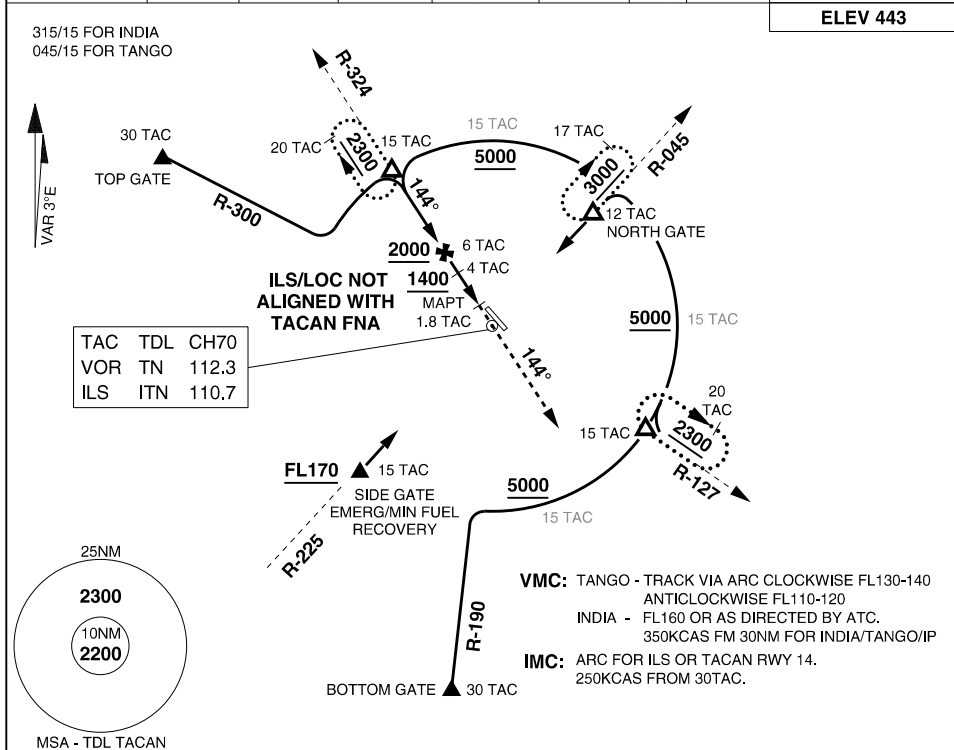 ELEV 443
315/15 FOR INDIA
045/15 FOR TANGO
VAR 3°E
30 TAC
TOP GATE
R-300
R-324
20 TAC
2300
15 TAC
144°
15 TAC
5000
17 TAC
3000
R-045
12 TAC
NORTH GATE
2000
6 TAC
4 TAC
1400
MAPT
1.8 TAC
ILS/LOC NOT
ALIGNED WITH
TACAN FNA
144°
5000
15 TAC
TAC TDL CH70
VOR TN 112.3
ILS ITN 110.7
20
TAC
15 TAC
2300
R-127
FL170
15 TAC
SIDE GATE
EMERG/MIN FUEL
RECOVERY
R-225
5000
15 TAC
R-190
BOTTOM GATE
30 TAC
25NM
2300
10NM
2200
MSA - TDL TACAN
VMC: TANGO - TRACK VIA ARC CLOCKWISE FL130-140
ANTICLOCKWISE FL110-120
INDIA - FL160 OR AS DIRECTED BY ATC.
350KCAS FM 30NM FOR INDIA/TANGO/IP
IMC: ARC FOR ILS OR TACAN RWY 14.
250KCAS FROM 30TAC.